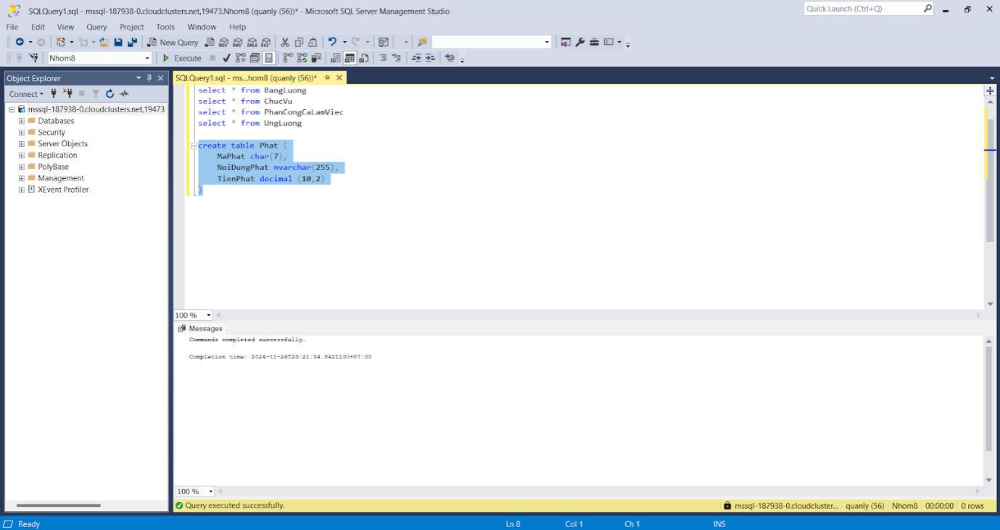 SQLQuery1.sql - mssql-187938-0.cloudclusters.net,19473.Nhom8 (quanly (56))* - Microsoft SQL Server Management Studio
Quick Launch (Ctrl+Q)
File Edit View Query Project Tools Window Help
New Query
Nhom8
Execute
Object Explorer
Connect
mssql-187938-0.cloudclusters.net,19473
Databases
Security
Server Objects
Replication
PolyBase
Management
XEvent Profiler
SQLQuery1.sql - ms...hom8 (quanly (56))*
select * from BangLuong
select * from ChucVu
select * from PhanCongCaLamViec
select * from UngLuong
create table Phat (
MaPhat char(7),
NoiDungPhat nvarchar(255),
TienPhat decimal (10,2)
)
100 %
Messages
Commands completed successfully.
Completion time: 2024-11-26T20:21:04.8421100+07:00
100 %
Query executed successfully.
mssql-187938-0.cloudcluster... quanly (56) Nhom8 00:00:00 0 rows
Ready
Ln 8 Col 1 Ch 1 INS